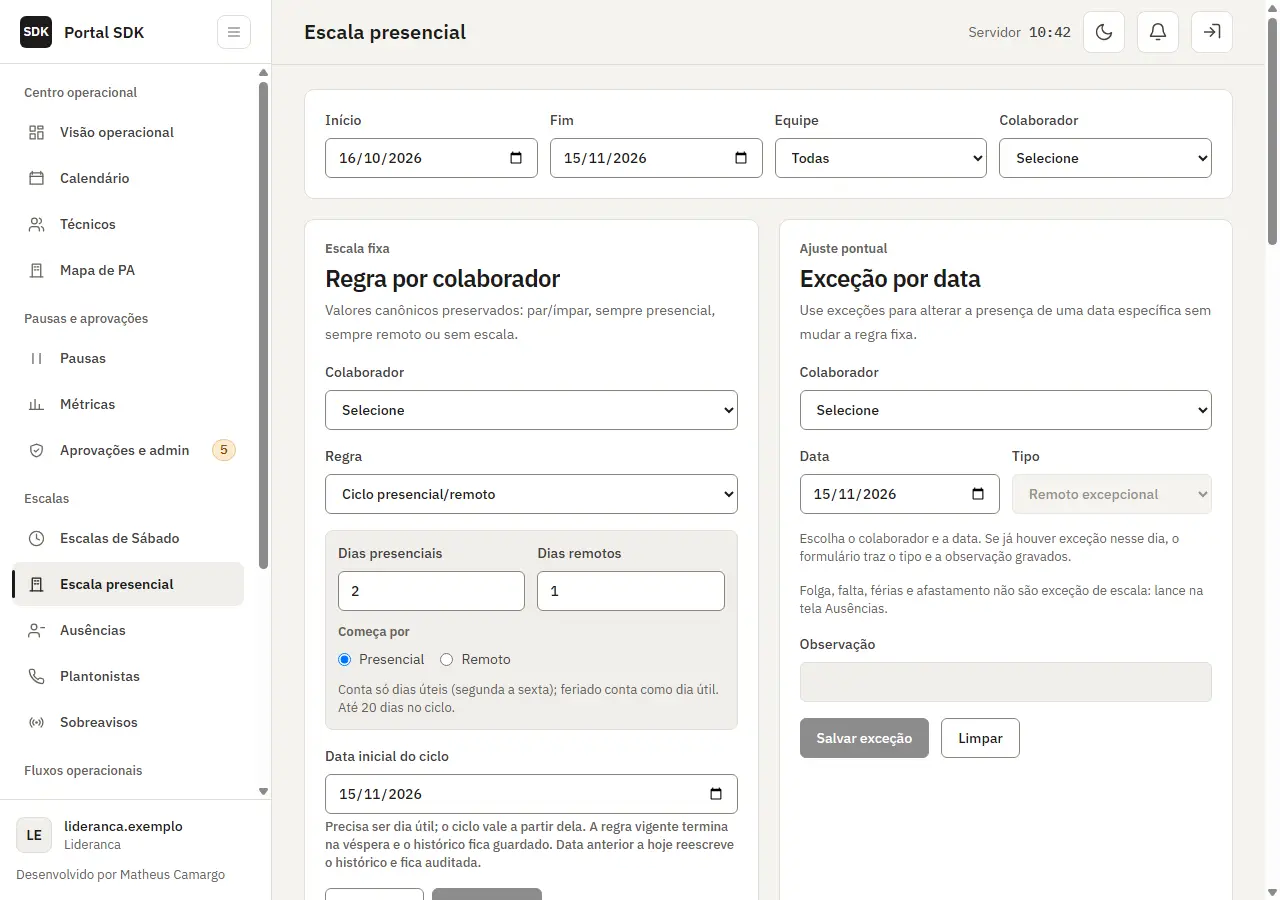 SDK
Portal SDK
Centro operacional
Visão operacional
Calendário
Técnicos
Mapa de PA
Pausas e aprovações
Pausas
Métricas
Aprovações e admin
5
Escalas
Escalas de Sábado
Escala presencial
Ausências
Plantonistas
Sobreavisos
Fluxos operacionais
LE
lideranca.exemplo
Lideranca
Desenvolvido por Matheus Camargo
Escala presencial
Servidor 10:42
Início
16/10/2026
Fim
15/11/2026
Equipe
Todas
Colaborador
Selecione
Escala fixa
Regra por colaborador
Valores canônicos preservados: par/ímpar, sempre presencial,
sempre remoto ou sem escala.
Colaborador
Selecione
Regra
Ciclo presencial/remoto
Dias presenciais
2
Dias remotos
1
Começa por
Presencial
Remoto
Conta só dias úteis (segunda a sexta); feriado conta como dia útil.
Até 20 dias no ciclo.
Data inicial do ciclo
15/11/2026
Precisa ser dia útil; o ciclo vale a partir dela. A regra vigente termina
na véspera e o histórico fica guardado. Data anterior a hoje reescreve
o histórico e fica auditada.
Ajuste pontual
Exceção por data
Use exceções para alterar a presença de uma data específica sem
mudar a regra fixa.
Colaborador
Selecione
Data
15/11/2026
Tipo
Remoto excepcional
Escolha o colaborador e a data. Se já houver exceção nesse dia, o
formulário traz o tipo e a observação gravados.
Folga, falta, férias e afastamento não são exceção de escala: lance na
tela Ausências.
Observação
Salvar exceção
Limpar